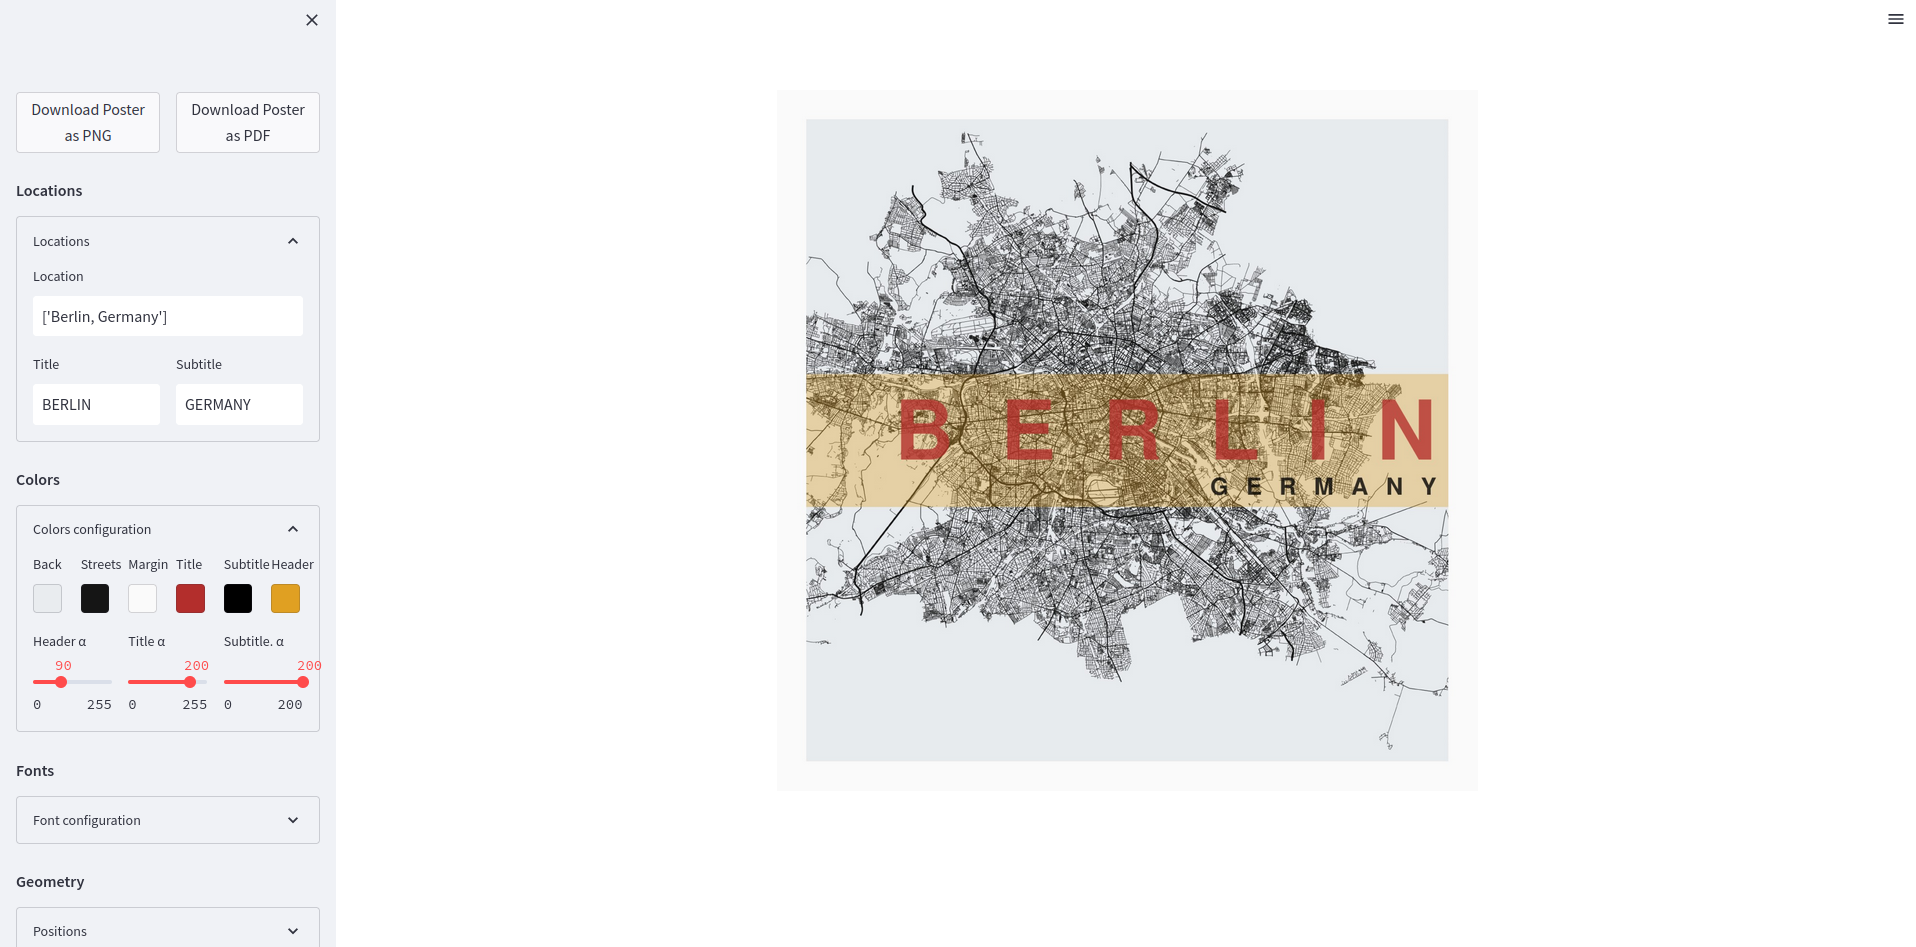 Download Poster
as PNG
Download Poster
as PDF
Locations
Locations
Location
['Berlin, Germany']
Title Subtitle
BERLIN GERMANY
Colors
Colors configuration
Back Streets Margin Title Subtitle Header
Header α Title α Subtitle. α
90 200 200
0 255 0 255 0 200
Fonts
Font configuration
Geometry
Positions
BERLIN
GERMANY